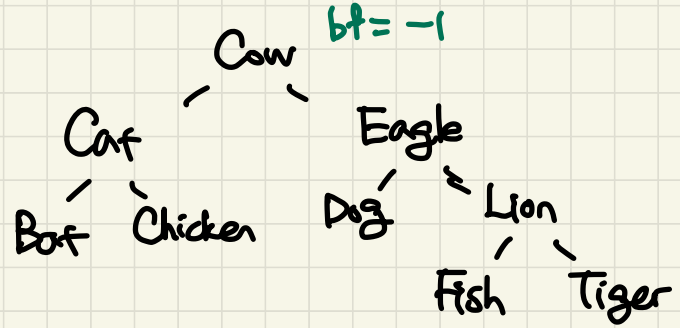 bf = -1
Cow
Cat Eagle
Bat Chicken Dog Lion
Fish Tiger